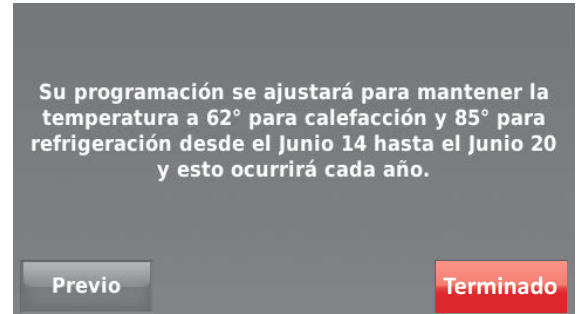 Su programación se ajustará para mantener la
temperatura a 62° para calefacción y 85° para
refrigeración desde el Junio 14 hasta el Junio 20
y esto ocurrirá cada año.
Previo
Terminado